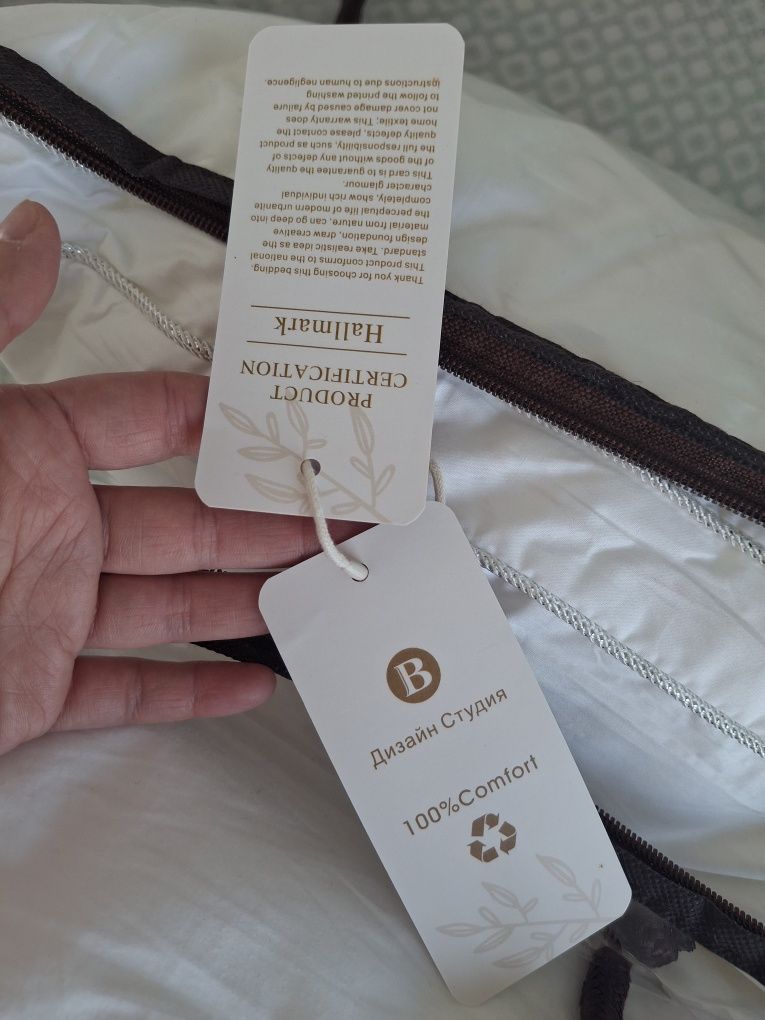 PRODUCT
CERTIFICATION
Hallmark
Thank you for choosing this bedding.
This product conforms to the national
standard. Take realistic idea as the
design foundation, draw creative
material from nature, can go deep into
the perceptual life of modern urbanite
completely, show rich individual
character glamour.
This card is to guarantee the quality
of the goods without any defects of
the full responsibility, such as product
quality defects, please contact the
home textile; This warranty does
not cover damage caused by failure
to follow the printed washing
instructions due to human negligence.
B
Дизайн Студия
100%Comfort